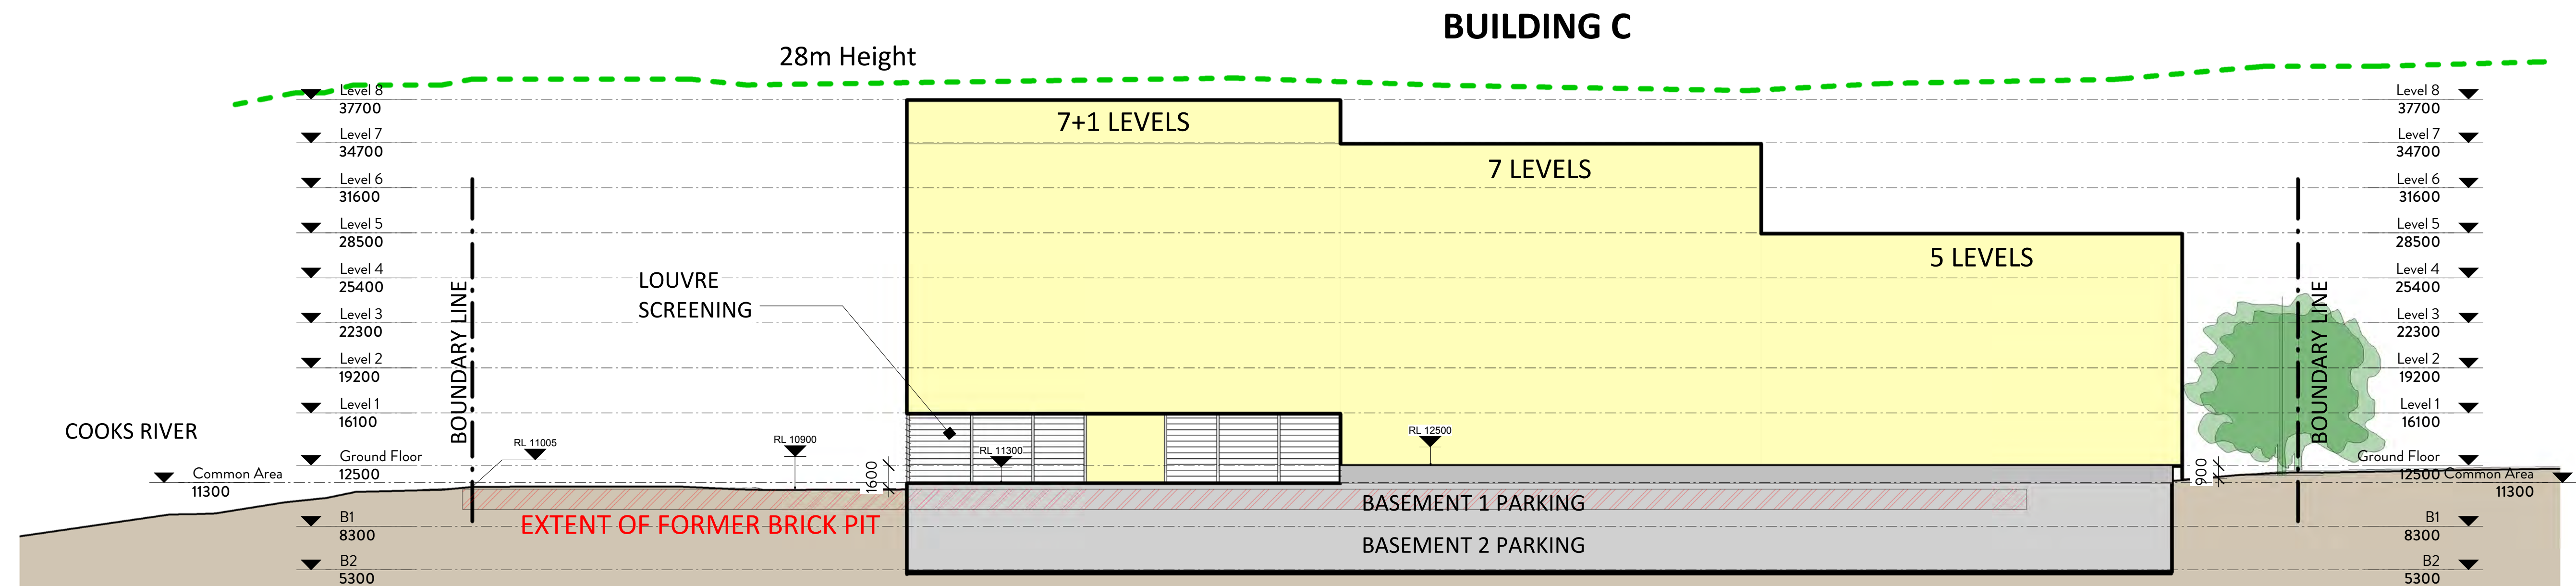 BUILDING C
28m Height
Level 8
37700
Level 7
34700
Level 6
31600
Level 5
28500
Level 4
25400
Level 3
22300
Level 2
19200
Level 1
16100
Ground Floor
12500
Common Area
11300
B1
8300
B2
5300
COOKS RIVER
BOUNDARY LINE
RL 11005
RL 10900
1600
LOUVRE
SCREENING
EXTENT OF FORMER BRICK PIT
7+1 LEVELS
7 LEVELS
5 LEVELS
RL 11300
RL 12500
BASEMENT 1 PARKING
BASEMENT 2 PARKING
900
BOUNDARY LINE
Level 8
37700
Level 7
34700
Level 6
31600
Level 5
28500
Level 4
25400
Level 3
22300
Level 2
19200
Level 1
16100
Ground Floor
12500
Common Area
11300
B1
8300
B2
5300